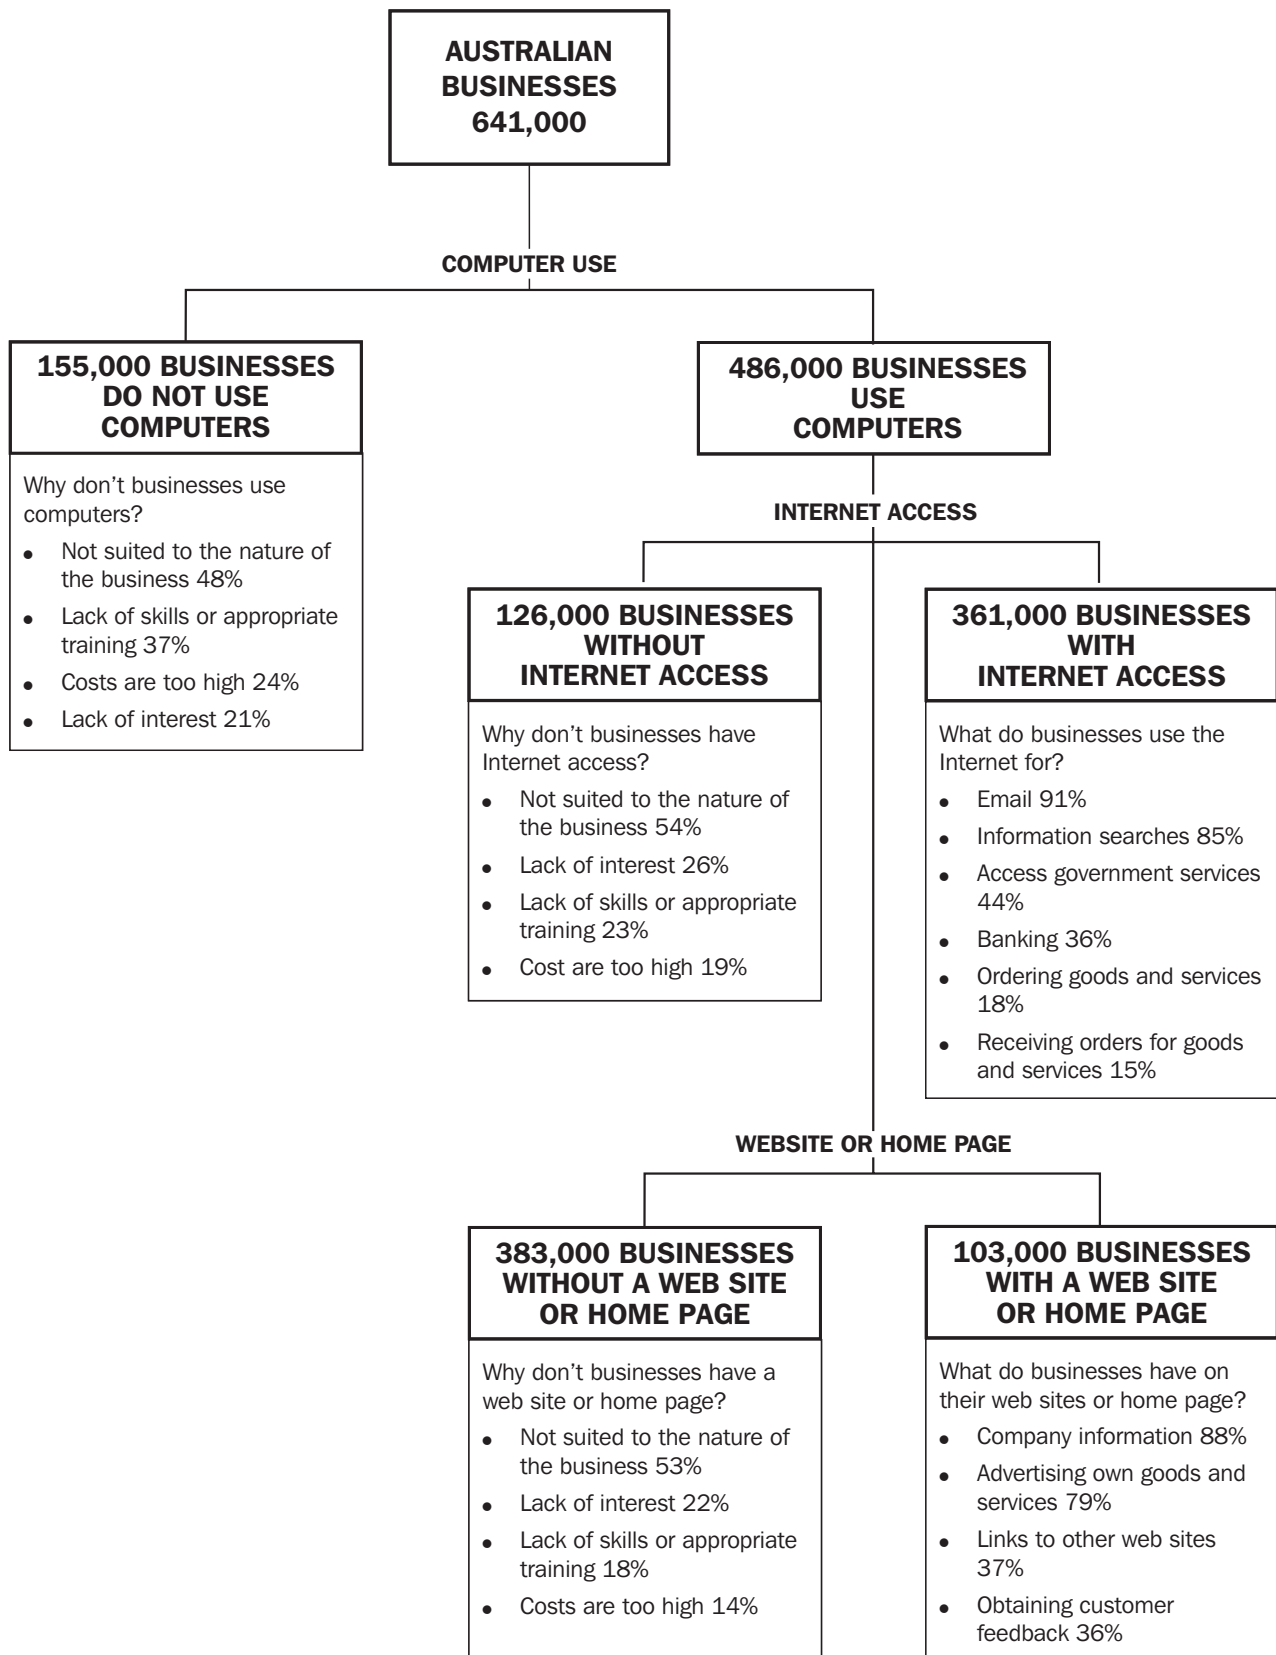 AUSTRALIAN
BUSINESSES
641,000
COMPUTER USE
155,000 BUSINESSES
DO NOT USE
COMPUTERS
Why don't businesses use
computers?
● Not suited to the nature of
the business 48%
● Lack of skills or appropriate
training 37%
● Costs are too high 24%
● Lack of interest 21%
486,000 BUSINESSES
USE
COMPUTERS
INTERNET ACCESS
126,000 BUSINESSES
WITHOUT
INTERNET ACCESS
Why don't businesses have
Internet access?
● Not suited to the nature of
the business 54%
● Lack of interest 26%
● Lack of skills or appropriate
training 23%
● Cost are too high 19%
361,000 BUSINESSES
WITH
INTERNET ACCESS
What do businesses use the
Internet for?
● Email 91%
● Information searches 85%
● Access government services
44%
● Banking 36%
● Ordering goods and services
18%
● Receiving orders for goods
and services 15%
WEBSITE OR HOME PAGE
383,000 BUSINESSES
WITHOUT A WEB SITE
OR HOME PAGE
Why don't businesses have a
web site or home page?
● Not suited to the nature of
the business 53%
● Lack of interest 22%
● Lack of skills or appropriate
training 18%
● Costs are too high 14%
103,000 BUSINESSES
WITH A WEB SITE
OR HOME PAGE
What do businesses have on
their web sites or home page?
● Company information 88%
● Advertising own goods and
services 79%
● Links to other web sites
37%
● Obtaining customer
feedback 36%